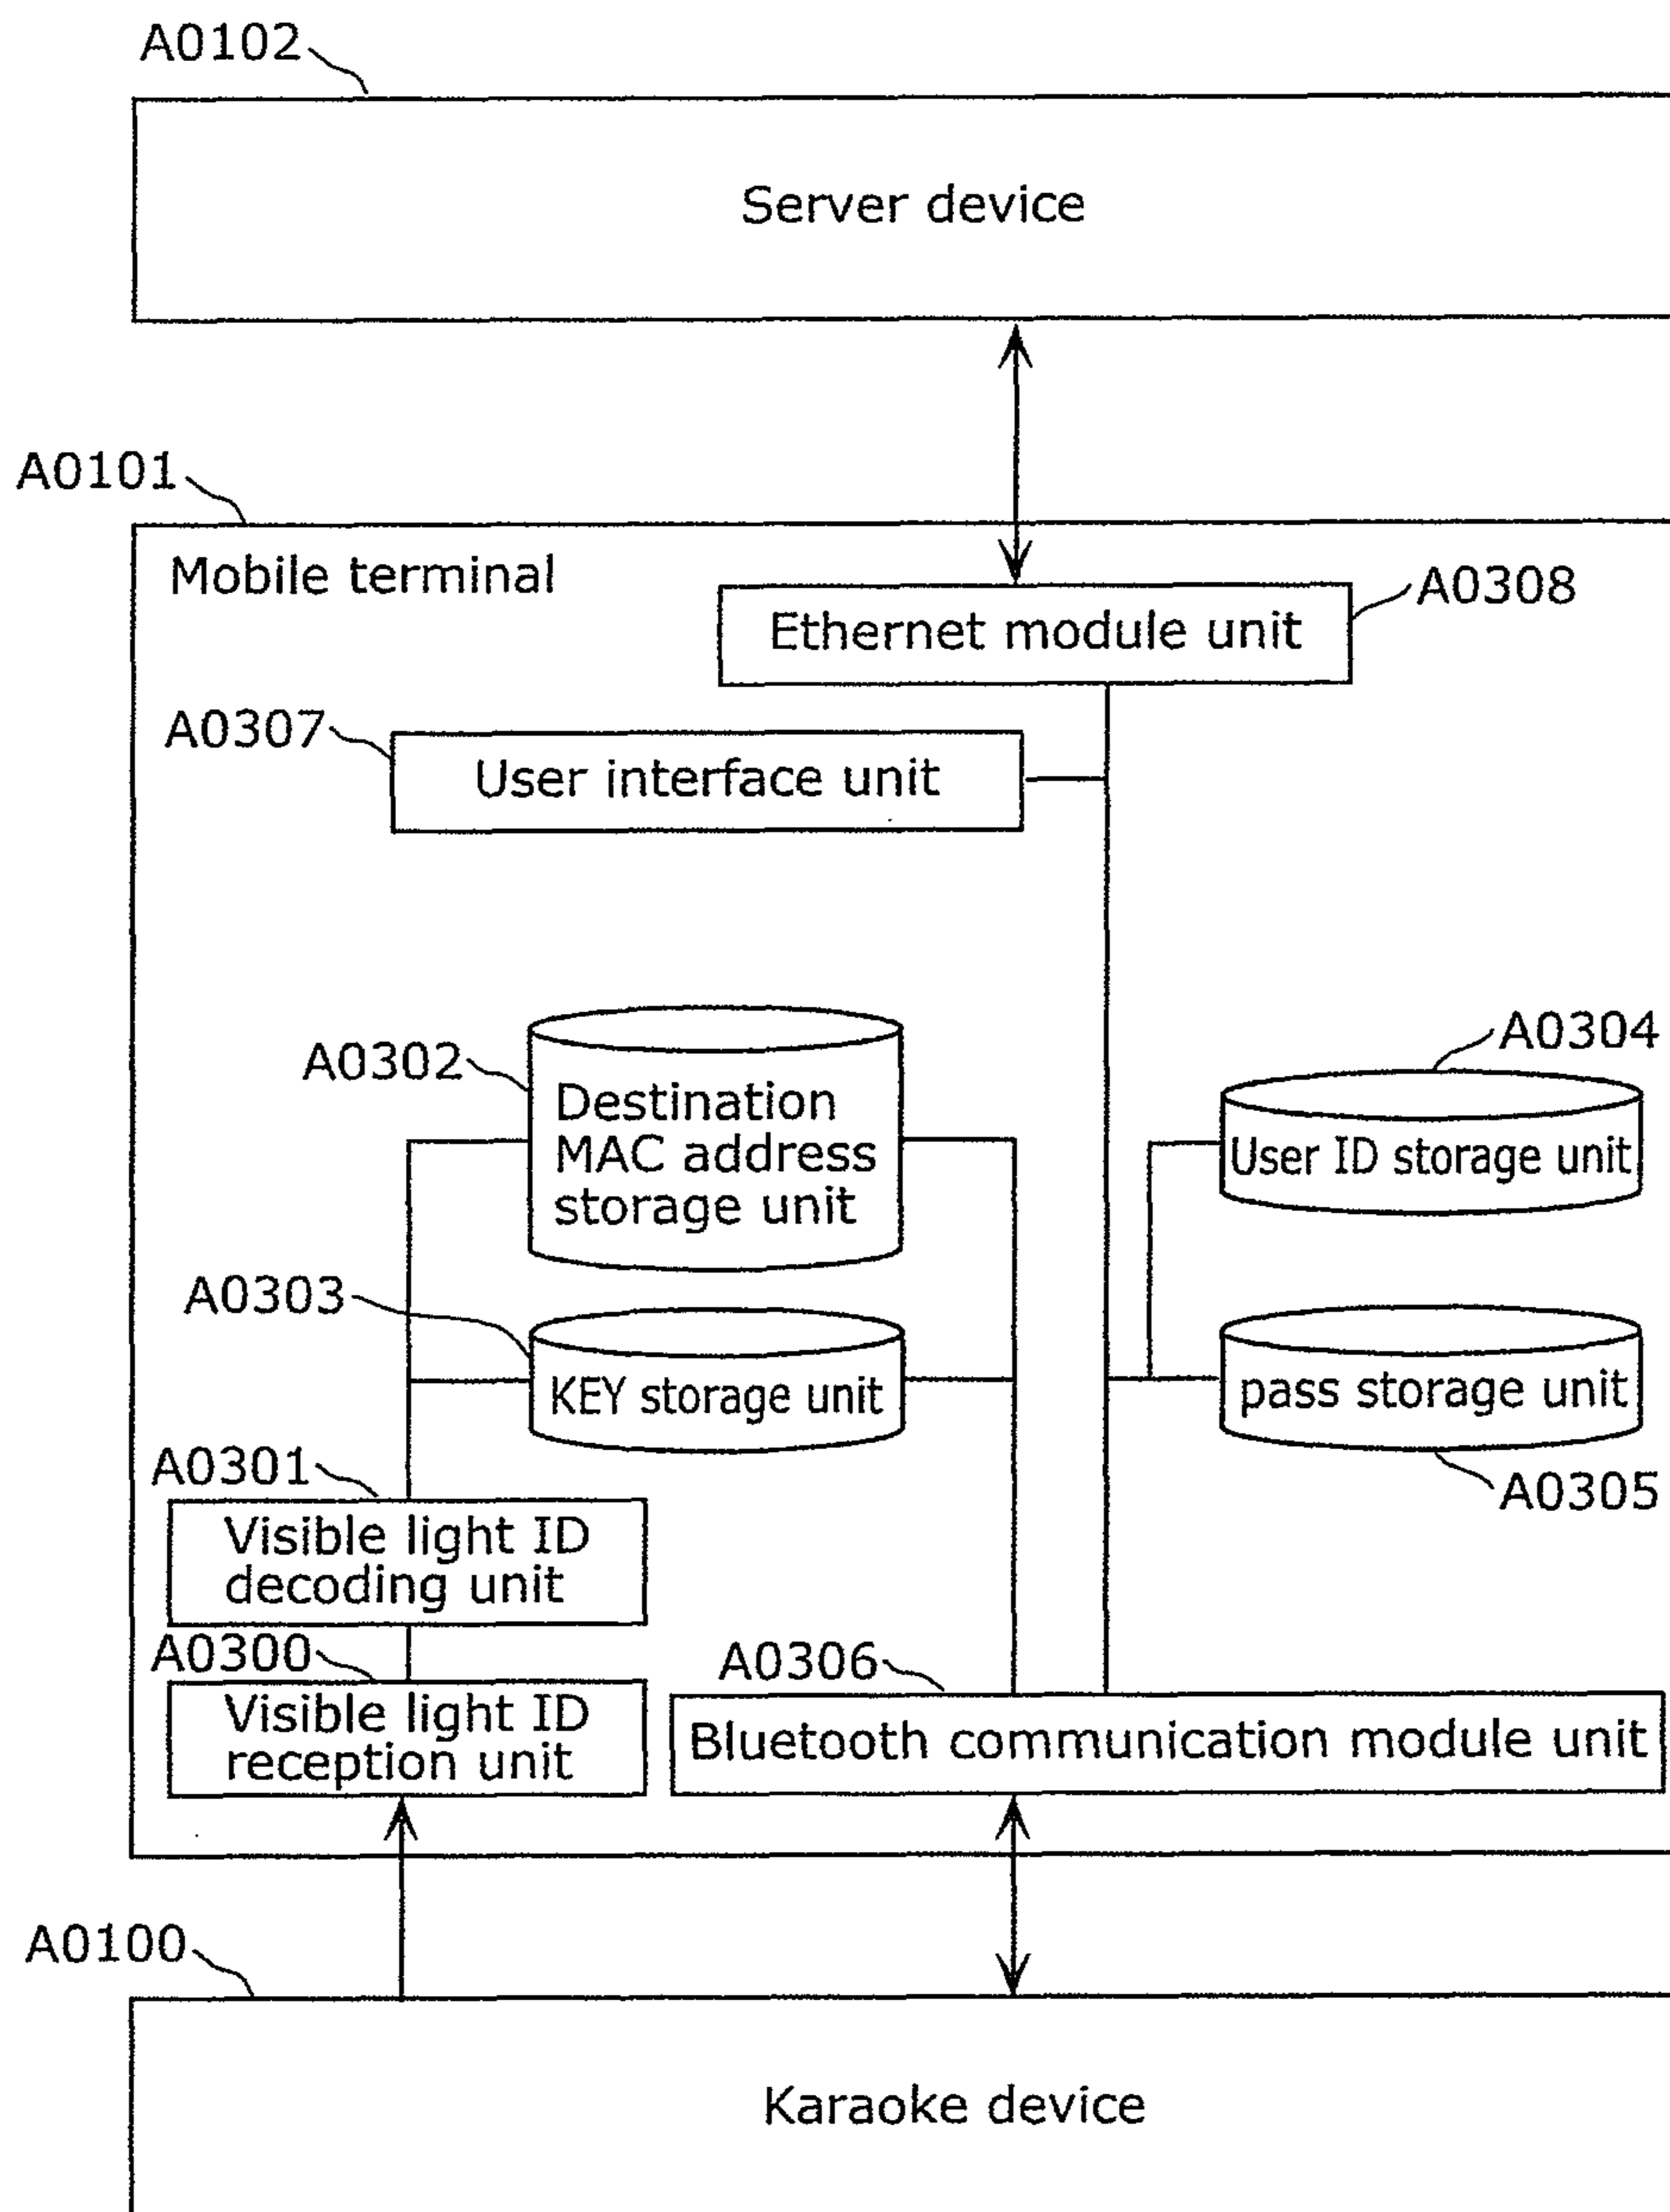 A0102
Server device
A0101
Mobile terminal
A0308
Ethernet module unit
A0307
User interface unit
A0302
Destination
MAC address
storage unit
A0304
User ID storage unit
A0303
KEY storage unit
pass storage unit
A0305
A0301
Visible light ID
decoding unit
A0300
Visible light ID
reception unit
A0306
Bluetooth communication module unit
A0100
Karaoke device